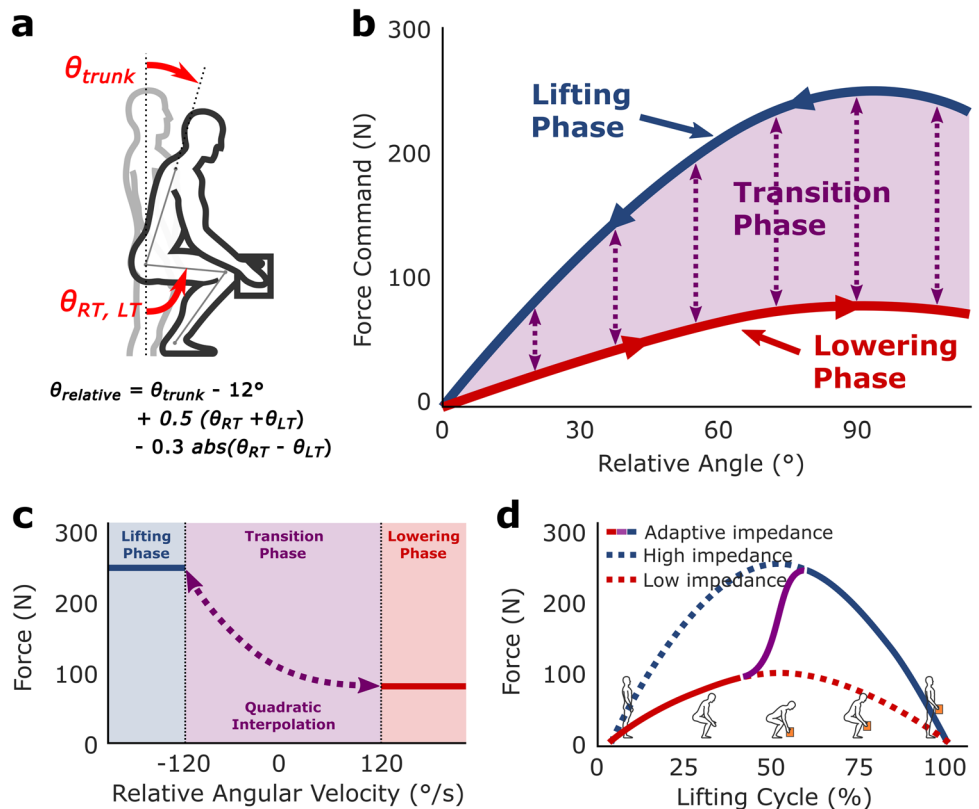 a
θtrunk
θRT, LT
θrelative = θtrunk - 12°
+ 0.5 (θRT +θLT)
- 0.3 abs(θRT - θLT)
b
Force Command (N)
300
200
100
0
Lifting
Phase
Transition
Phase
Lowering
Phase
0 30 60 90
Relative Angle (°)
c
Force (N)
300
200
100
0
Lifting
Phase
Transition
Phase
Lowering
Phase
Quadratic
Interpolation
-120 0 120
Relative Angular Velocity (°/s)
d
Force (N)
300
200
100
0
Adaptive impedance
High impedance
Low impedance
0 25 50 75 100
Lifting Cycle (%)